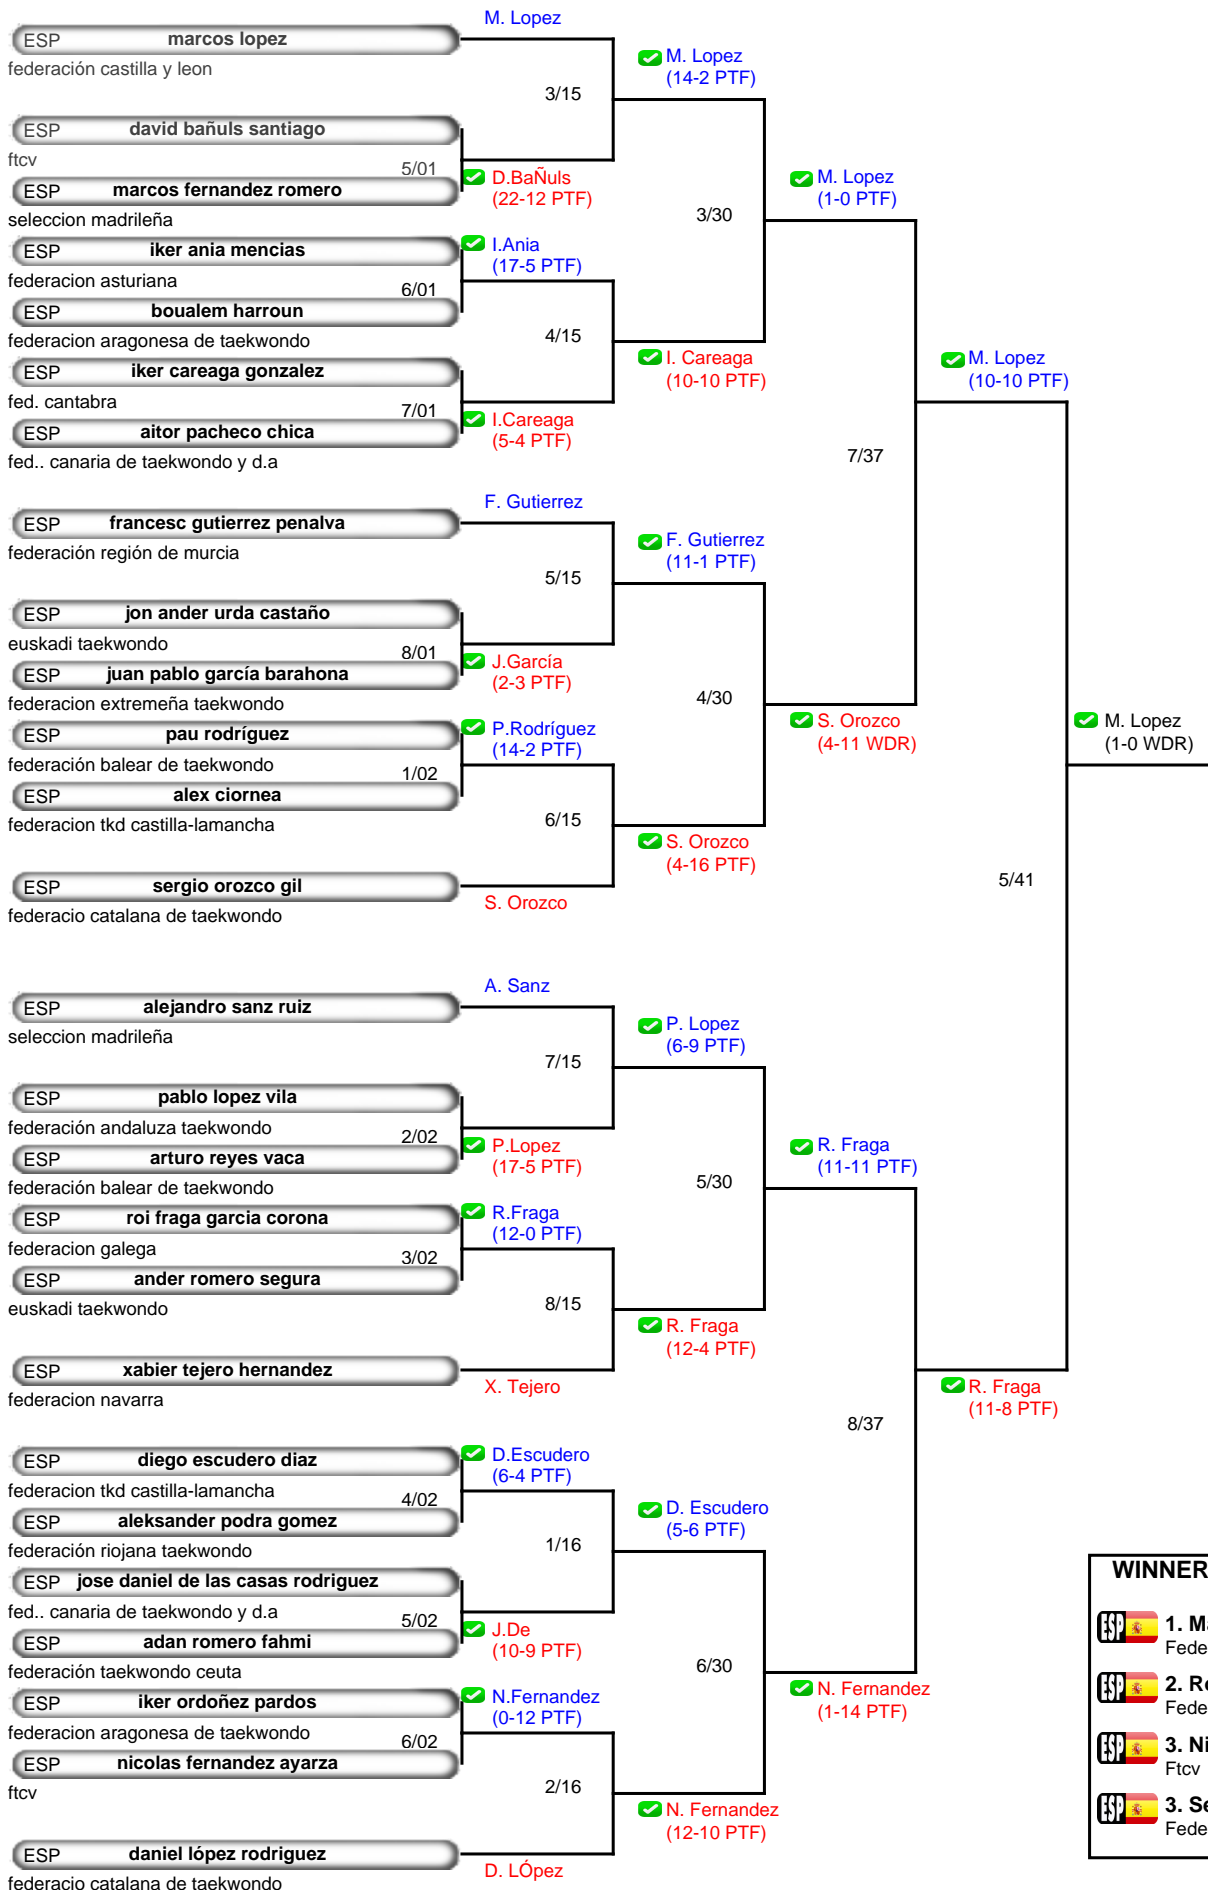 M. Lopez
ESP marcos lopez
federación castilla y leon
M. Lopez
(14-2 PTF)
3/15
ESP david bañuls santiago
ftcv
5/01
D.BaÑuls
(22-12 PTF)
ESP marcos fernandez romero
seleccion madrileña
M. Lopez
(1-0 PTF)
3/30
ESP iker ania mencias
federacion asturiana
I.Ania
(17-5 PTF)
6/01
ESP boualem harroun
federacion aragonesa de taekwondo
4/15
I. Careaga
(10-10 PTF)
ESP iker careaga gonzalez
fed. cantabra
7/01
I.Careaga
(5-4 PTF)
ESP aitor pacheco chica
fed.. canaria de taekwondo y d.a
M. Lopez
(10-10 PTF)
7/37
F. Gutierrez
ESP francesc gutierrez penalva
federación región de murcia
F. Gutierrez
(11-1 PTF)
5/15
ESP jon ander urda castaño
euskadi taekwondo
8/01
J.García
(2-3 PTF)
ESP juan pablo garcía barahona
federacion extremeña taekwondo
4/30
S. Orozco
(4-11 WDR)
M. Lopez
(1-0 WDR)
ESP pau rodríguez
federación balear de taekwondo
P.Rodríguez
(14-2 PTF)
1/02
ESP alex ciornea
federacion tkd castilla-lamancha
6/15
S. Orozco
(4-16 PTF)
ESP sergio orozco gil
federacio catalana de taekwondo
S. Orozco
5/41
A. Sanz
ESP alejandro sanz ruiz
seleccion madrileña
P. Lopez
(6-9 PTF)
7/15
ESP pablo lopez vila
federación andaluza taekwondo
2/02
P.Lopez
(17-5 PTF)
ESP arturo reyes vaca
federación balear de taekwondo
5/30
R. Fraga
(11-11 PTF)
ESP roi fraga garcia corona
federacion galega
R.Fraga
(12-0 PTF)
3/02
ESP ander romero segura
euskadi taekwondo
8/15
R. Fraga
(12-4 PTF)
ESP xabier tejero hernandez
federacion navarra
X. Tejero
R. Fraga
(11-8 PTF)
8/37
ESP diego escudero diaz
federacion tkd castilla-lamancha
D.Escudero
(6-4 PTF)
4/02
ESP aleksander podra gomez
federación riojana taekwondo
D. Escudero
(5-6 PTF)
1/16
ESP jose daniel de las casas rodriguez
fed.. canaria de taekwondo y d.a
5/02
J.De
(10-9 PTF)
ESP adan romero fahmi
federación taekwondo ceuta
6/30
N. Fernandez
(1-14 PTF)
ESP iker ordoñez pardos
federacion aragonesa de taekwondo
N.Fernandez
(0-12 PTF)
6/02
ESP nicolas fernandez ayarza
ftcv
2/16
N. Fernandez
(12-10 PTF)
ESP daniel lópez rodriguez
federacio catalana de taekwondo
D. LÓpez
WINNER
ESP 1. Ma
Fede
ESP 2. Ro
Fede
ESP 3. Ni
Ftcv
ESP 3. Se
Fede